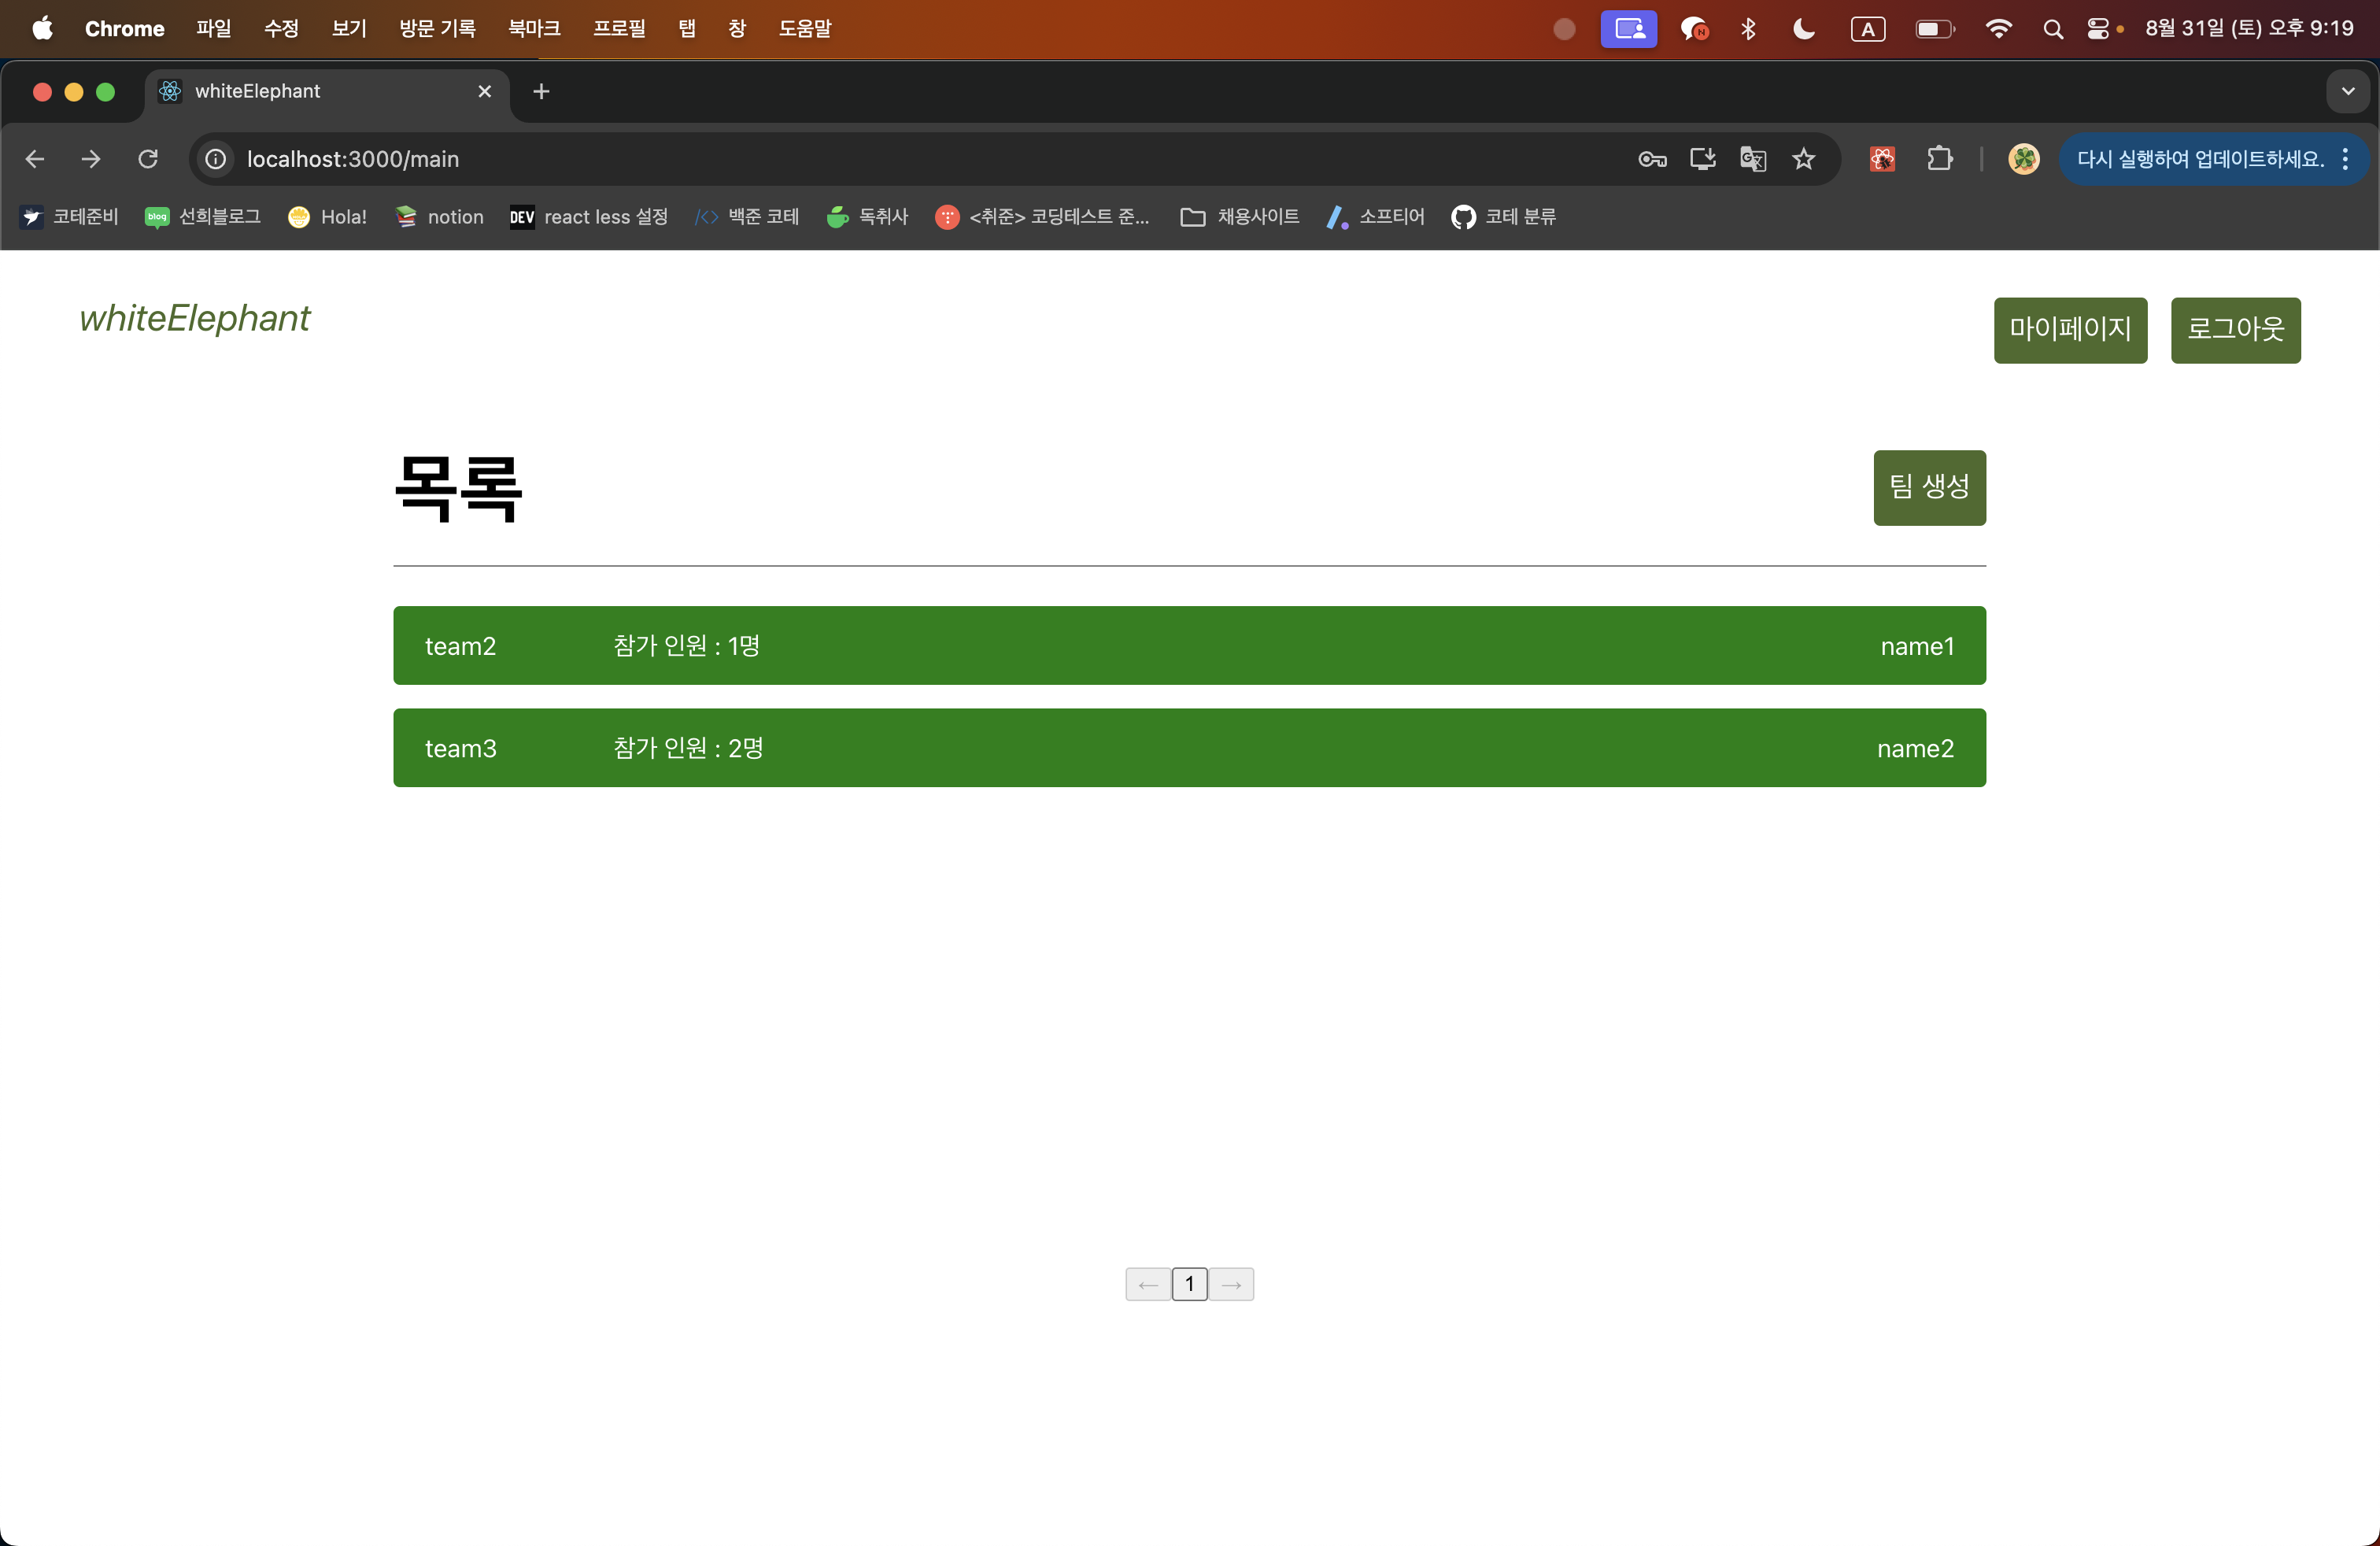 Chrome 파일 수정 보기 방문 기록 북마크 프로필 탭 창 도움말 N A 8월 31일 (토) 오후 9:19
whiteElephant
localhost:3000/main 다시 실행하여 업데이트하세요.
코테준비 blog 선희블로그 Hola! notion DEV react less 설정 백준 코테 독취사 <취준> 코딩테스트 준... 채용사이트 소프티어 코테 분류
whiteElephant 마이페이지 로그아웃
목록 팀 생성
team2 참가 인원 : 1명 name1
team3 참가 인원 : 2명 name2
← 1 →